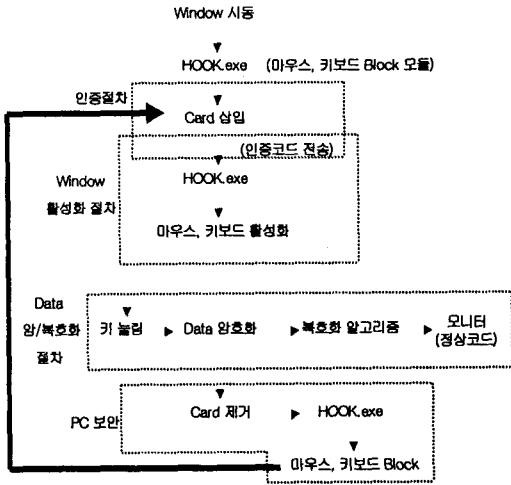 Window 시동
HOOK.exe (마우스, 키보드 Block 모듈)
인증절차
Card 삽입
(인증코드 전송)
Window
활성화 절차
HOOK.exe
마우스, 키보드 활성화
Data
암/복호화
절차
키 눌림
Data 암호화
복호화 알고리즘
모니터
(정상코드)
PC 보안
Card 제거
HOOK.exe
마우스, 키보드 Block